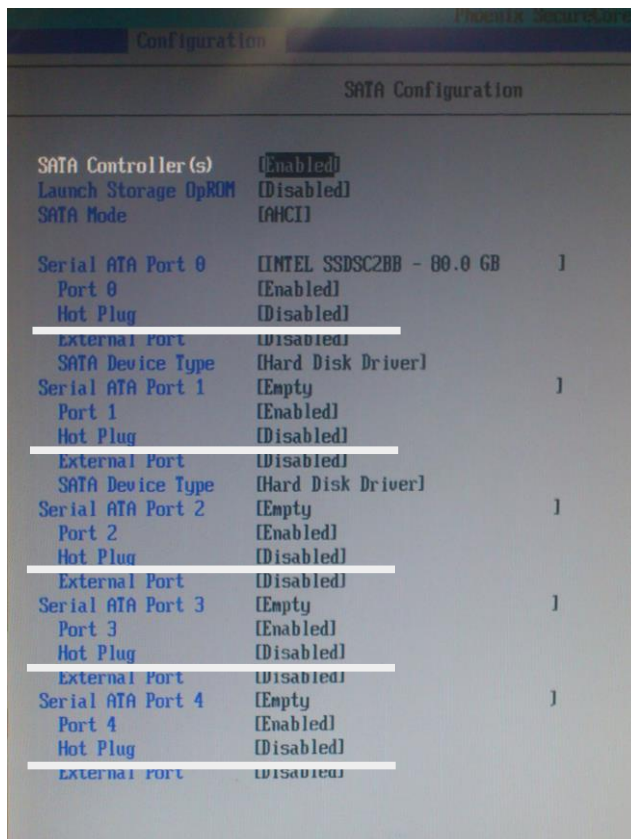 Phoenix SecureCore
Configuration
SATA Configuration
SATA Controller(s) [Enabled]
Launch Storage OpROM [Disabled]
SATA Mode [AHCI]
Serial ATA Port 0 [INTEL SSDSC2BB - 80.0 GB ]
Port 0 [Enabled]
Hot Plug [Disabled]
External Port [Disabled]
SATA Device Type [Hard Disk Driver]
Serial ATA Port 1 [Empty ]
Port 1 [Enabled]
Hot Plug [Disabled]
External Port [Disabled]
SATA Device Type [Hard Disk Driver]
Serial ATA Port 2 [Empty ]
Port 2 [Enabled]
Hot Plug [Disabled]
External Port [Disabled]
Serial ATA Port 3 [Empty ]
Port 3 [Enabled]
Hot Plug [Disabled]
External Port [Disabled]
Serial ATA Port 4 [Empty ]
Port 4 [Enabled]
Hot Plug [Disabled]
External Port [Disabled]